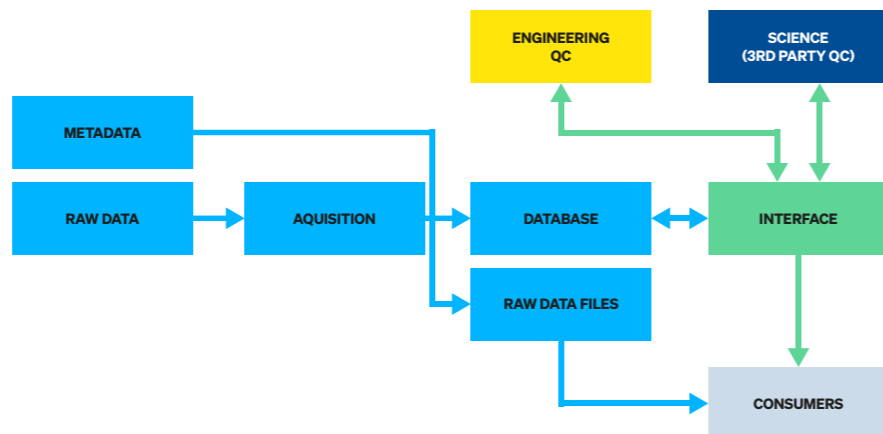 ENGINEERING
QC
SCIENCE
(3RD PARTY QC)
METADATA
RAW DATA
AQUISITION
DATABASE
INTERFACE
RAW DATA FILES
CONSUMERS